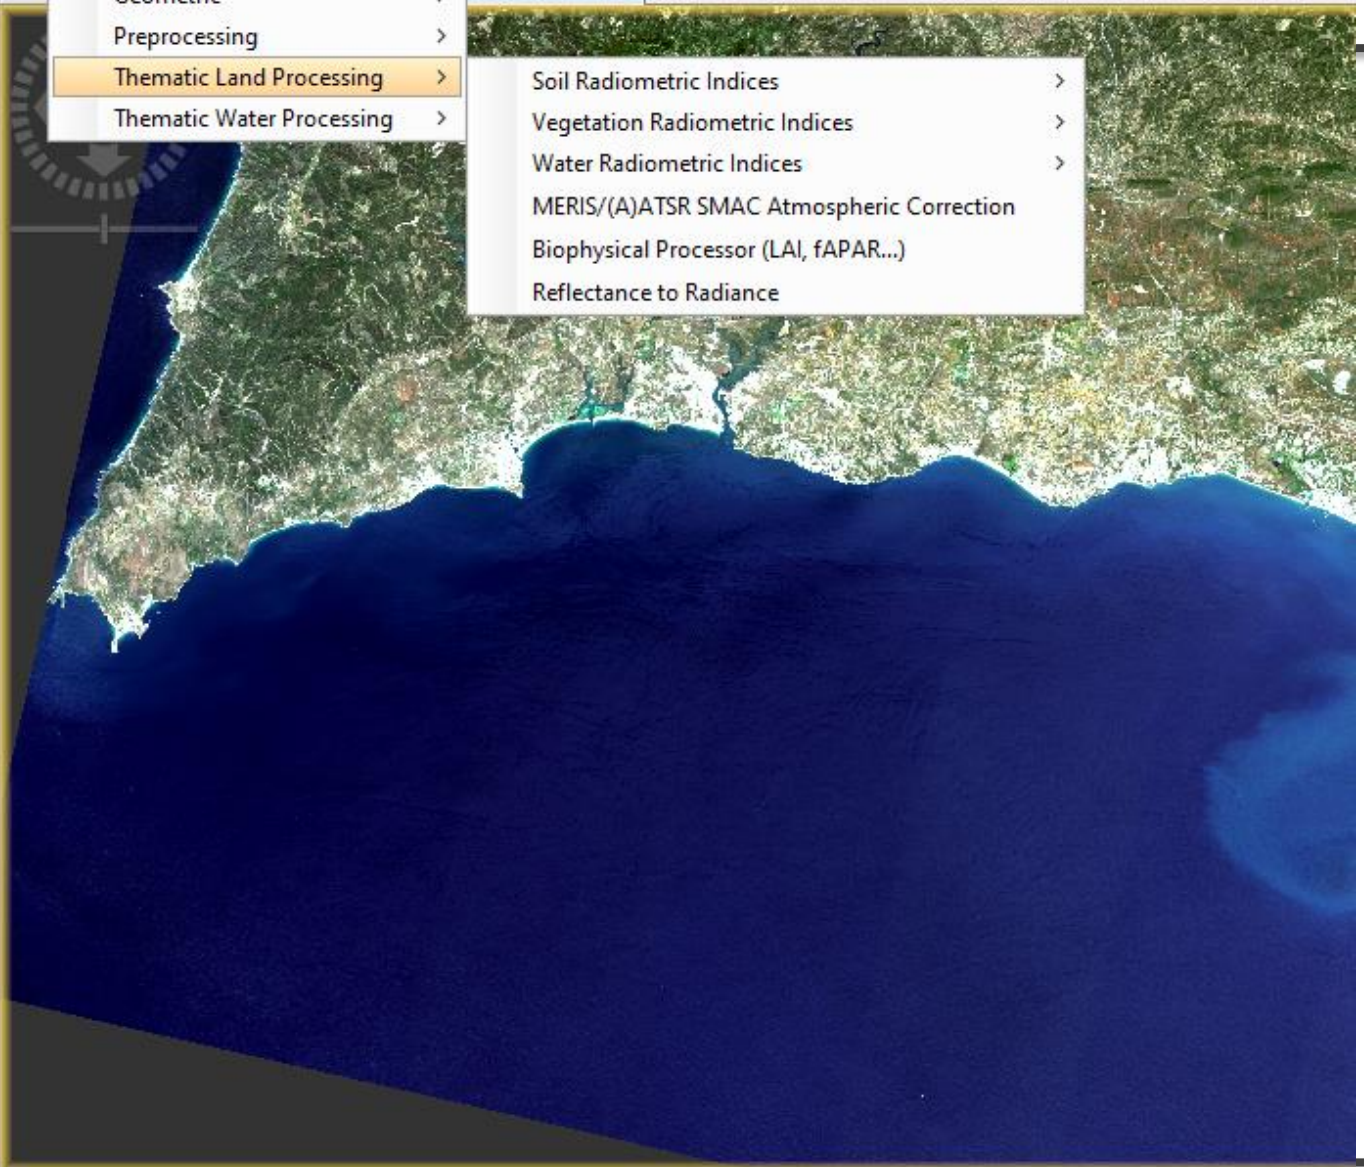 Geometric
Preprocessing
Thematic Land Processing
Thematic Water Processing
Soil Radiometric Indices
Vegetation Radiometric Indices
Water Radiometric Indices
MERIS/(A)ATSR SMAC Atmospheric Correction
Biophysical Processor (LAI, fAPAR...)
Reflectance to Radiance